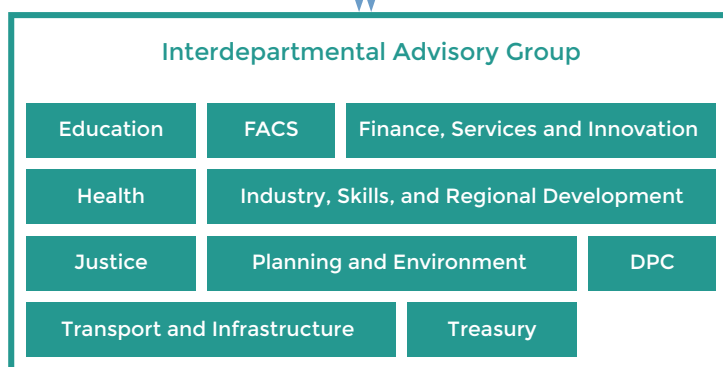 Interdepartmental Advisory Group
Education FACS Finance, Services and Innovation
Health Industry, Skills, and Regional Development
Justice Planning and Environment DPC
Transport and Infrastructure Treasury